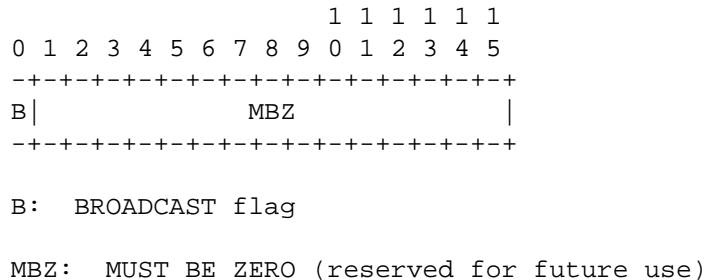 1 1 1 1 1 1
0 1 2 3 4 5 6 7 8 9 0 1 2 3 4 5
-+-+-+-+-+-+-+-+-+-+-+-+-+-+-+-+
B|             MBZ             |
-+-+-+-+-+-+-+-+-+-+-+-+-+-+-+-+
B:  BROADCAST flag
MBZ:  MUST BE ZERO (reserved for future use)